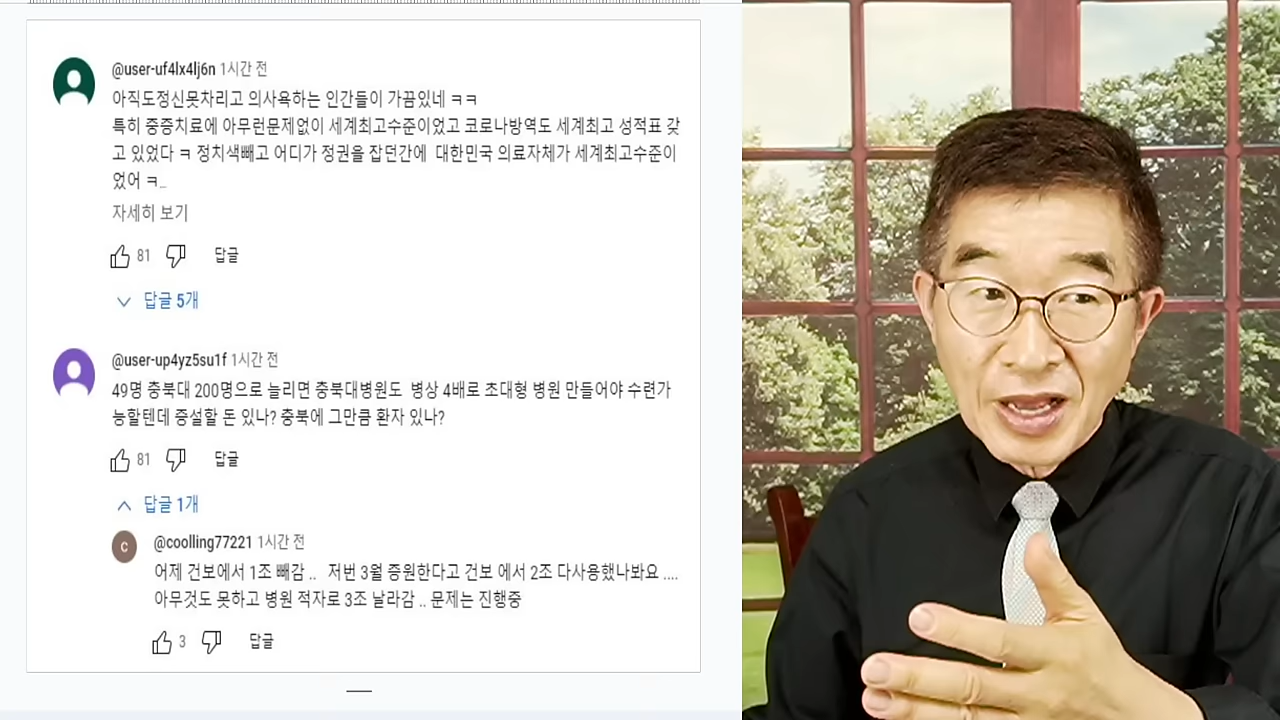 @user-uf4lx4lj6n 1시간 전
아직도정신못차리고 의사욕하는 인간들이 가끔있네 ㅋㅋ
특히 중증치료에 아무런문제없이 세계최고수준이었고 코로나방역도 세계최고 성적표 갖
고 있었다 ㅋ 정치색빼고 어디가 정권을 잡던간에 대한민국 의료자체가 세계최고수준이
었어 ㅋ...
자세히 보기
81 답글
답글 5개
@user-up4yz5su1f 1시간 전
49명 충북대 200명으로 늘리면 충북대병원도 병상 4배로 초대형 병원 만들어야 수련가
능할텐데 증설할 돈 있나? 충북에 그만큼 환자 있나?
81 답글
답글 1개
C
@coolling77221 1시간 전
어제 건보에서 1조 빼감 .. 저번 3월 증원한다고 건보 에서 2조 다사용했나봐요 ....
아무것도 못하고 병원 적자로 3조 날라감 .. 문제는 진행중
3 답글